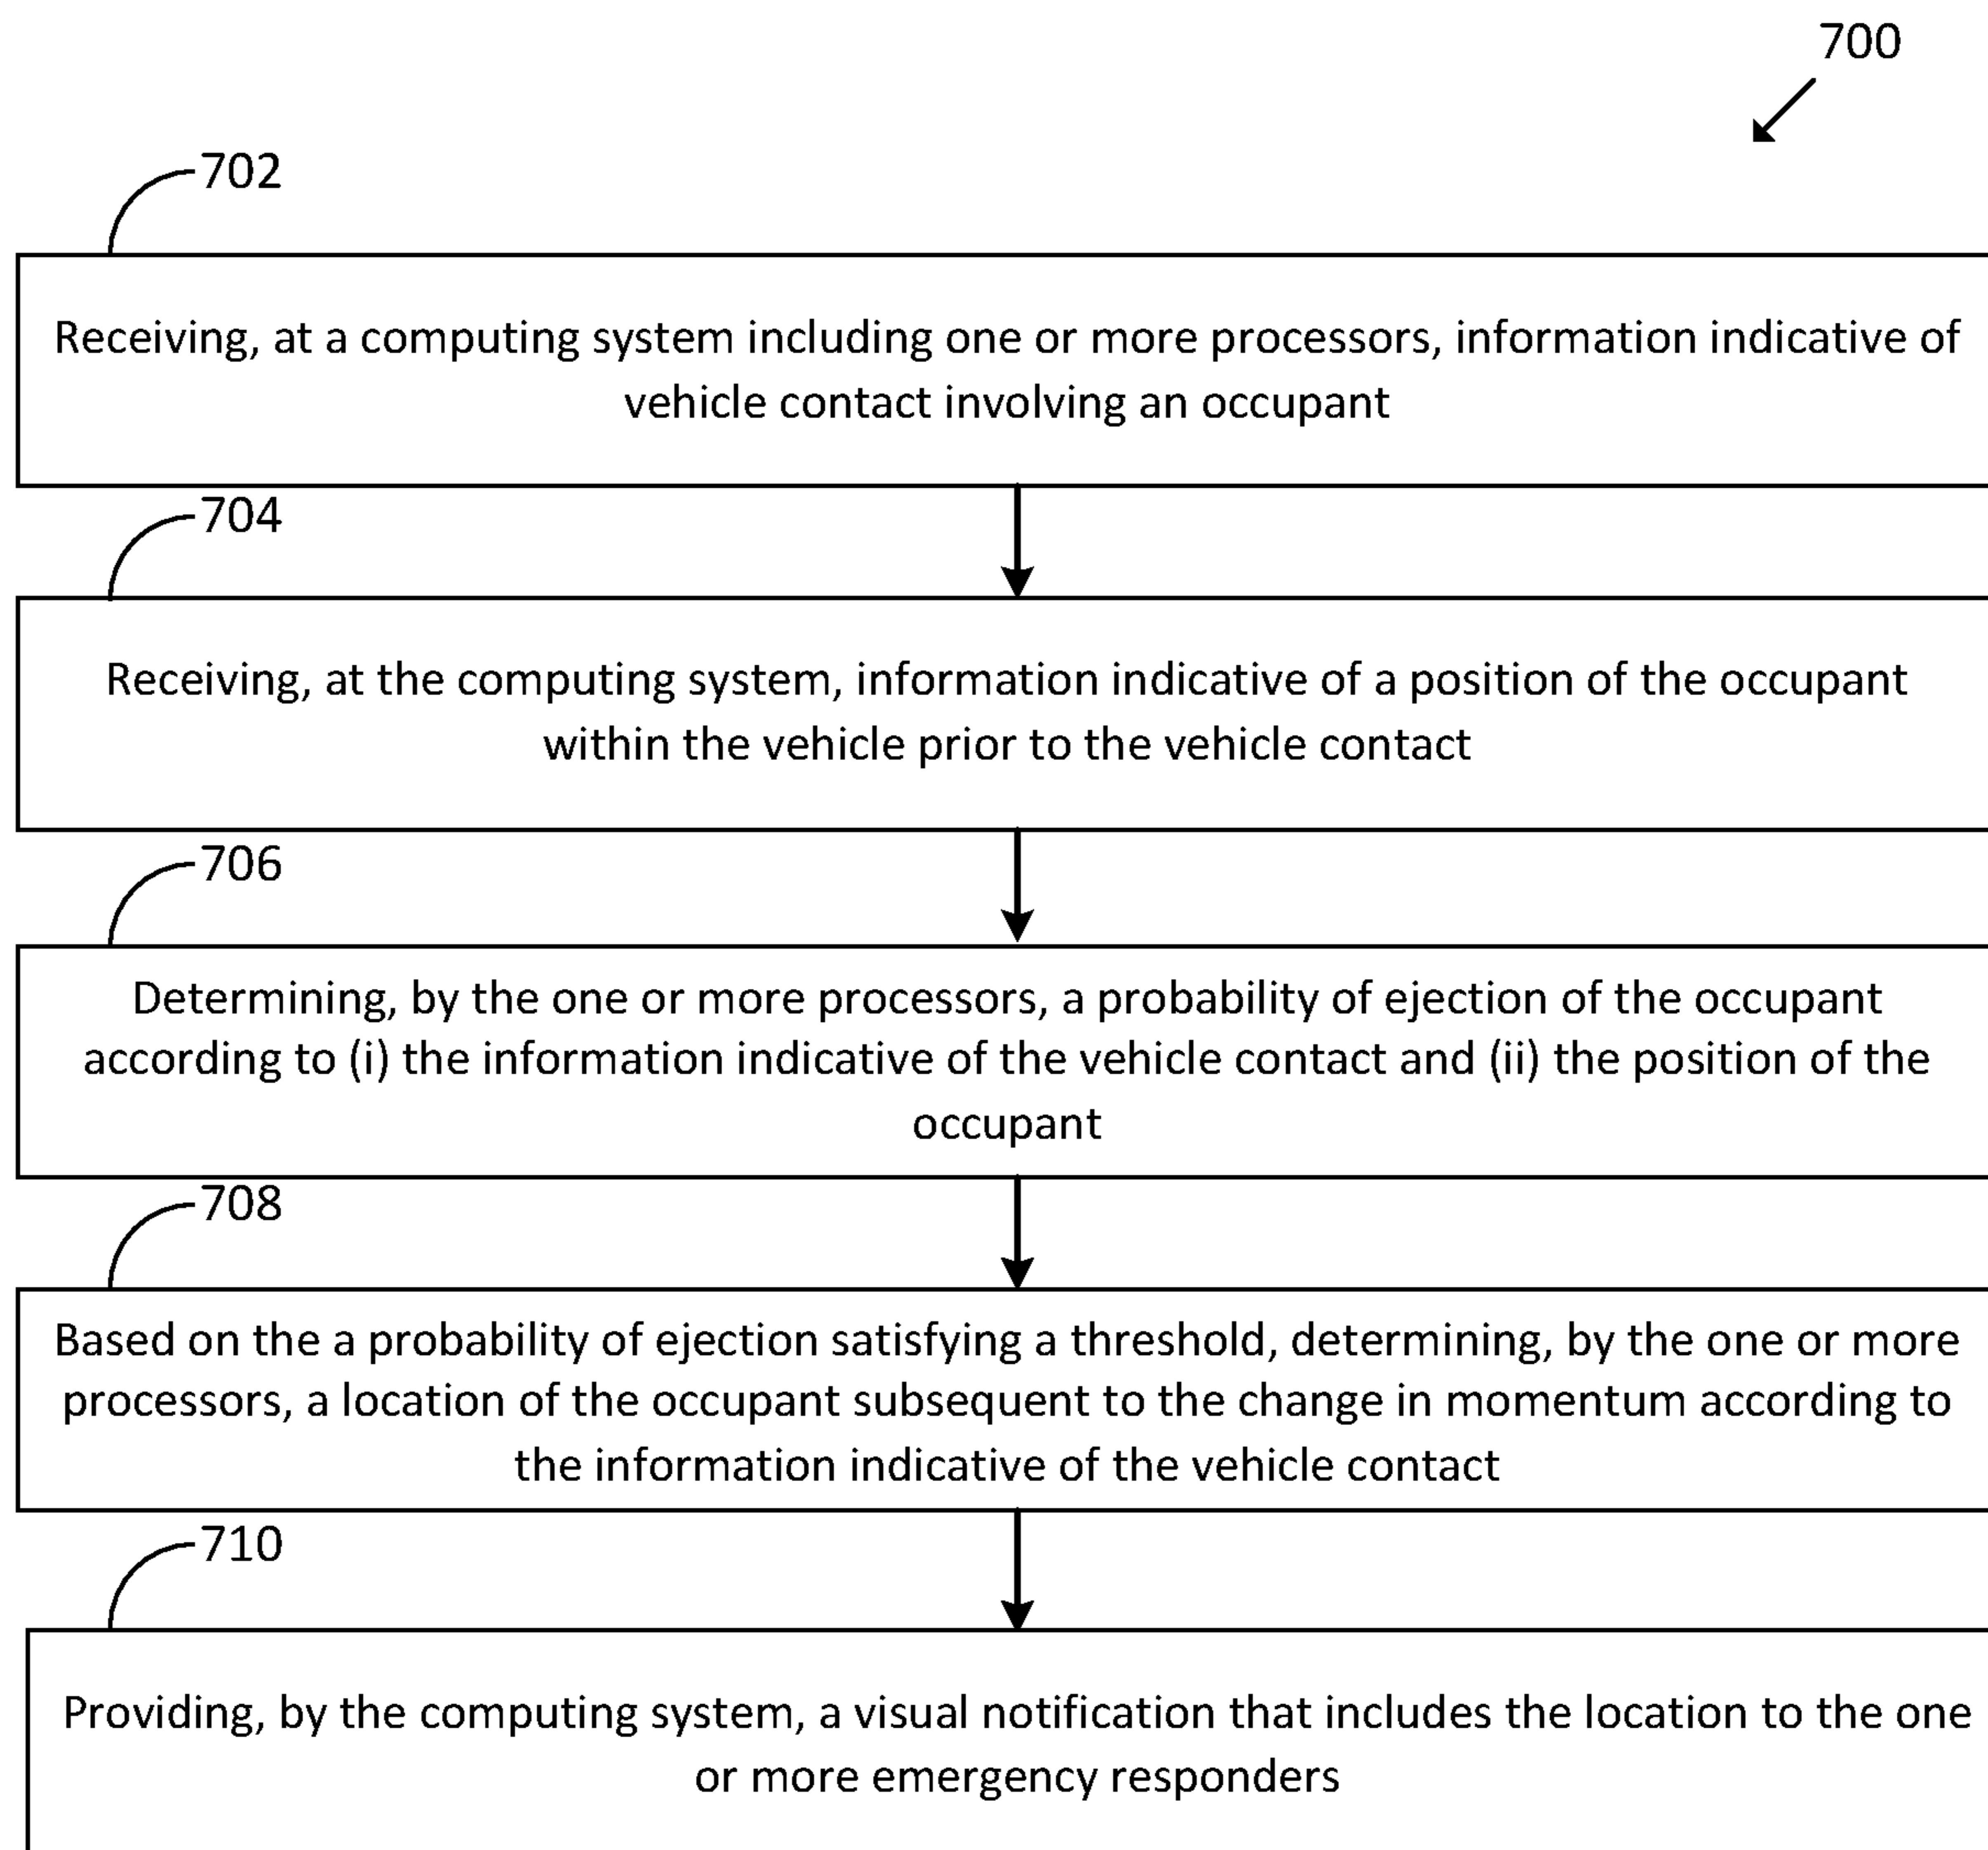 700
702
Receiving, at a computing system including one or more processors, information indicative of
vehicle contact involving an occupant
704
Receiving, at the computing system, information indicative of a position of the occupant
within the vehicle prior to the vehicle contact
706
Determining, by the one or more processors, a probability of ejection of the occupant
according to (i) the information indicative of the vehicle contact and (ii) the position of the
occupant
708
Based on the a probability of ejection satisfying a threshold, determining, by the one or more
processors, a location of the occupant subsequent to the change in momentum according to
the information indicative of the vehicle contact
710
Providing, by the computing system, a visual notification that includes the location to the one
or more emergency responders